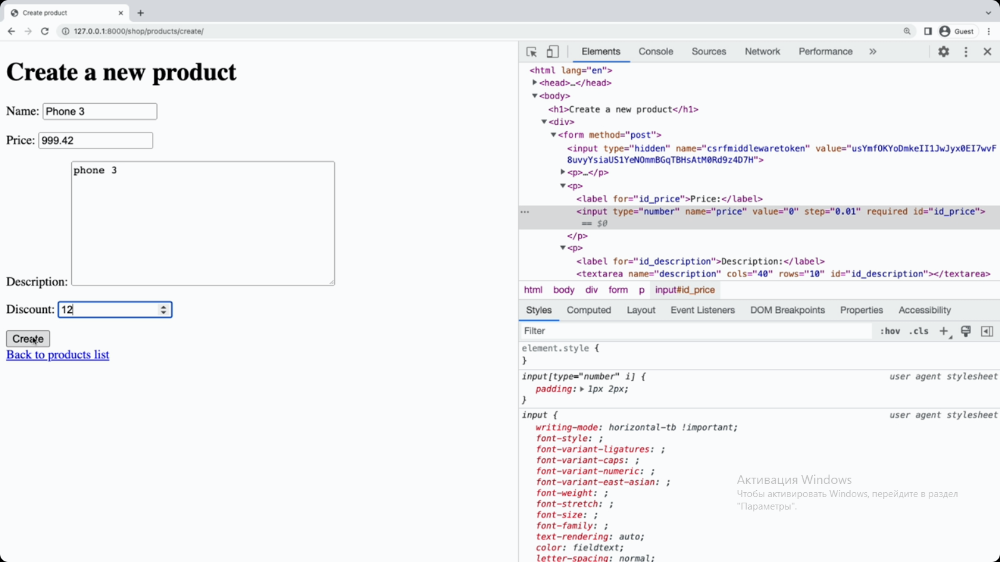 Create product
127.0.0.1:8000/shop/products/create/
Guest
Create a new product
Name: Phone 3
Price: 999.42
phone 3
Description:
Discount: 12
Create
Back to products list
Elements Console Sources Network Performance »
<html lang="en">
<head>…</head>
<body>
<h1>Create a new product</h1>
<div>
<form method="post">
<input type="hidden" name="csrfmiddlewaretoken" value="usYmfOKYoDmkeII1JwJyx0EI7wvF
8uvyYsiaUS1YeNOmmBGqTBHsAtM0Rd9z4D7H">
<p>…</p>
<p>
<label for="id_price">Price:</label>
<input type="number" name="price" value="0" step="0.01" required id="id_price">
== $0
</p>
<p>
<label for="id_description">Description:</label>
<textarea name="description" cols="40" rows="10" id="id_description"></textarea>
html body div form p input#id_price
Styles Computed Layout Event Listeners DOM Breakpoints Properties Accessibility
Filter :hov .cls
element.style {
}
input[type="number" i] { user agent stylesheet
padding: 1px 2px;
}
input { user agent stylesheet
writing-mode: horizontal-tb !important;
font-style: ;
font-variant-ligatures: ;
font-variant-caps: ;
font-variant-numeric: ;
font-variant-east-asian: ;
font-weight: ;
font-stretch: ;
font-size: ;
font-family: ;
text-rendering: auto;
color: fieldtext;
letter-spacing: normal;
Активация Windows
Чтобы активировать Windows, перейдите в раздел
"Параметры".